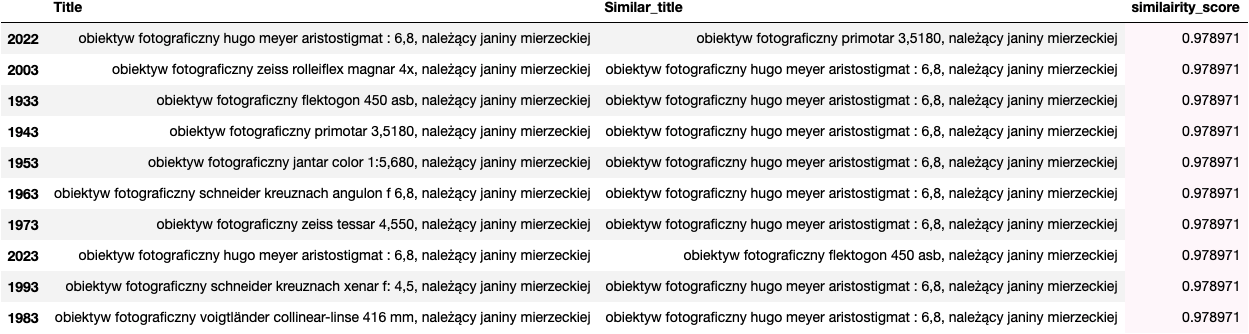 Title Similar_title similairity_score
2022 obiektyw fotograficzny hugo meyer aristostigmat : 6,8, należący janiny mierzeckiej obiektyw fotograficzny primotar 3,5180, należący janiny mierzeckiej 0.978971
2003 obiektyw fotograficzny zeiss rolleiflex magnar 4x, należący janiny mierzeckiej obiektyw fotograficzny hugo meyer aristostigmat : 6,8, należący janiny mierzeckiej 0.978971
1933 obiektyw fotograficzny flektogon 450 asb, należący janiny mierzeckiej obiektyw fotograficzny hugo meyer aristostigmat : 6,8, należący janiny mierzeckiej 0.978971
1943 obiektyw fotograficzny primotar 3,5180, należący janiny mierzeckiej obiektyw fotograficzny hugo meyer aristostigmat : 6,8, należący janiny mierzeckiej 0.978971
1953 obiektyw fotograficzny jantar color 1:5,680, należący janiny mierzeckiej obiektyw fotograficzny hugo meyer aristostigmat : 6,8, należący janiny mierzeckiej 0.978971
1963 obiektyw fotograficzny schneider kreuznach angulon f 6,8, należący janiny mierzeckiej obiektyw fotograficzny hugo meyer aristostigmat : 6,8, należący janiny mierzeckiej 0.978971
1973 obiektyw fotograficzny zeiss tessar 4,550, należący janiny mierzeckiej obiektyw fotograficzny hugo meyer aristostigmat : 6,8, należący janiny mierzeckiej 0.978971
2023 obiektyw fotograficzny hugo meyer aristostigmat : 6,8, należący janiny mierzeckiej obiektyw fotograficzny flektogon 450 asb, należący janiny mierzeckiej 0.978971
1993 obiektyw fotograficzny schneider kreuznach xenar f: 4,5, należący janiny mierzeckiej obiektyw fotograficzny hugo meyer aristostigmat : 6,8, należący janiny mierzeckiej 0.978971
1983 obiektyw fotograficzny voigtländer collinear-linse 416 mm, należący janiny mierzeckiej obiektyw fotograficzny hugo meyer aristostigmat : 6,8, należący janiny mierzeckiej 0.978971